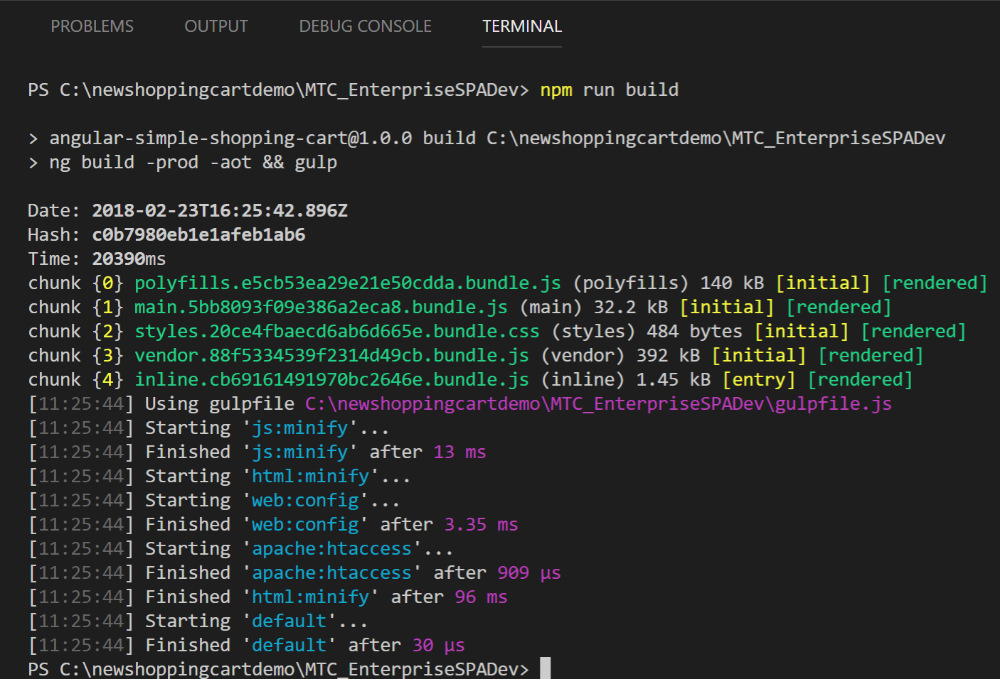 PROBLEMS OUTPUT DEBUG CONSOLE TERMINAL
PS C:\newshoppingcartdemo\MTC_EnterpriseSPADev> npm run build
> angular-simple-shopping-cart@1.0.0 build C:\newshoppingcartdemo\MTC_EnterpriseSPADev
> ng build -prod -aot && gulp
Date: 2018-02-23T16:25:42.896Z
Hash: c0b7980eb1e1afeb1ab6
Time: 20390ms
chunk {0} polyfills.e5cb53ea29e21e50cdda.bundle.js (polyfills) 140 kB [initial] [rendered]
chunk {1} main.5bb8093f09e386a2eca8.bundle.js (main) 32.2 kB [initial] [rendered]
chunk {2} styles.20ce4fbaecd6ab6d665e.bundle.css (styles) 484 bytes [initial] [rendered]
chunk {3} vendor.88f5334539f2314d49cb.bundle.js (vendor) 392 kB [initial] [rendered]
chunk {4} inline.cb69161491970bc2646e.bundle.js (inline) 1.45 kB [entry] [rendered]
[11:25:44] Using gulpfile C:\newshoppingcartdemo\MTC_EnterpriseSPADev\gulpfile.js
[11:25:44] Starting 'js:minify'...
[11:25:44] Finished 'js:minify' after 13 ms
[11:25:44] Starting 'html:minify'...
[11:25:44] Starting 'web:config'...
[11:25:44] Finished 'web:config' after 3.35 ms
[11:25:44] Starting 'apache:htaccess'...
[11:25:44] Finished 'apache:htaccess' after 909 μs
[11:25:44] Finished 'html:minify' after 96 ms
[11:25:44] Starting 'default'...
[11:25:44] Finished 'default' after 30 μs
PS C:\newshoppingcartdemo\MTC_EnterpriseSPADev>